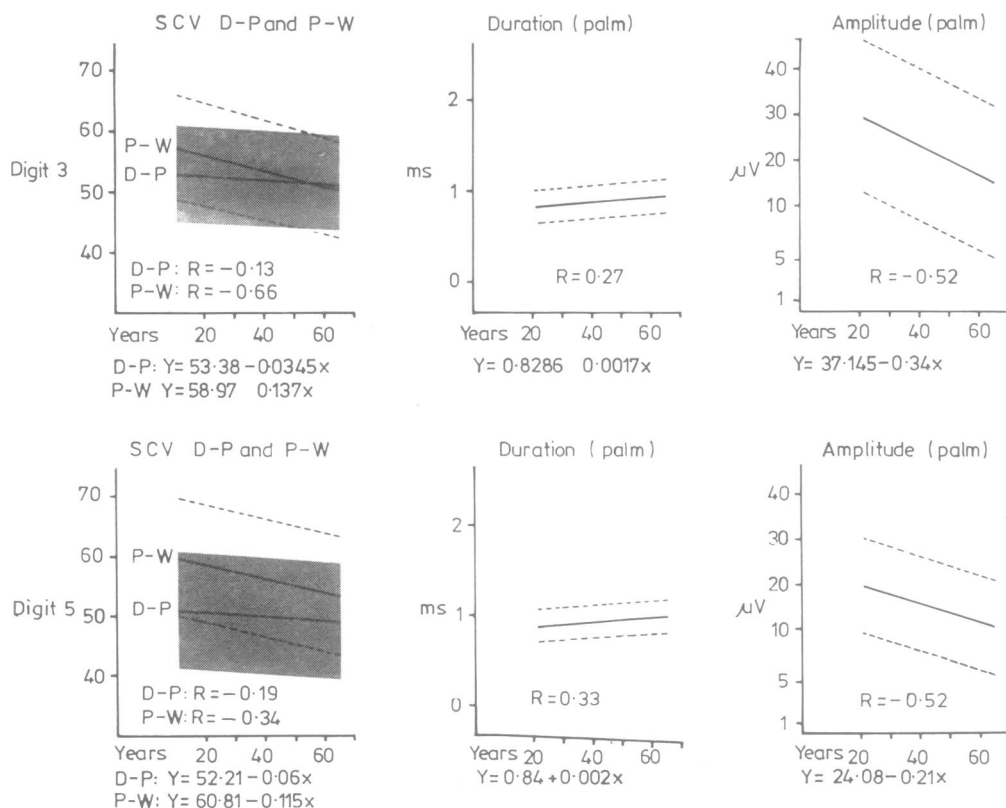 SCV D-P and P-W
70
60
50
40
Digit 3
P-W
D-P
D-P: R=-0·13
P-W: R=-0·66
Years 20 40 60
D-P: Y=53·38-0·0345x
P-W Y=58·97 0·137x
Duration (palm)
2
1
0
ms
R=0·27
Years 20 40 60
Y=0·8286 0·0017x
Amplitude (palm)
40
30
20
10
5
1
μV
R=-0·52
Years 20 40 60
Y=37·145-0·34x
SCV D-P and P-W
70
60
50
40
Digit 5
P-W
D-P
D-P: R=-0·19
P-W: R=-0·34
Years 20 40 60
D-P: Y=52·21-0·06x
P-W: Y=60·81-0·115x
Duration (palm)
2
1
0
ms
R=0·33
Years 20 40 60
Y=0·84+0·002x
Amplitude (palm)
40
30
20
10
5
1
μV
R=-0·52
Years 20 40 60
Y=24·08-0·21x